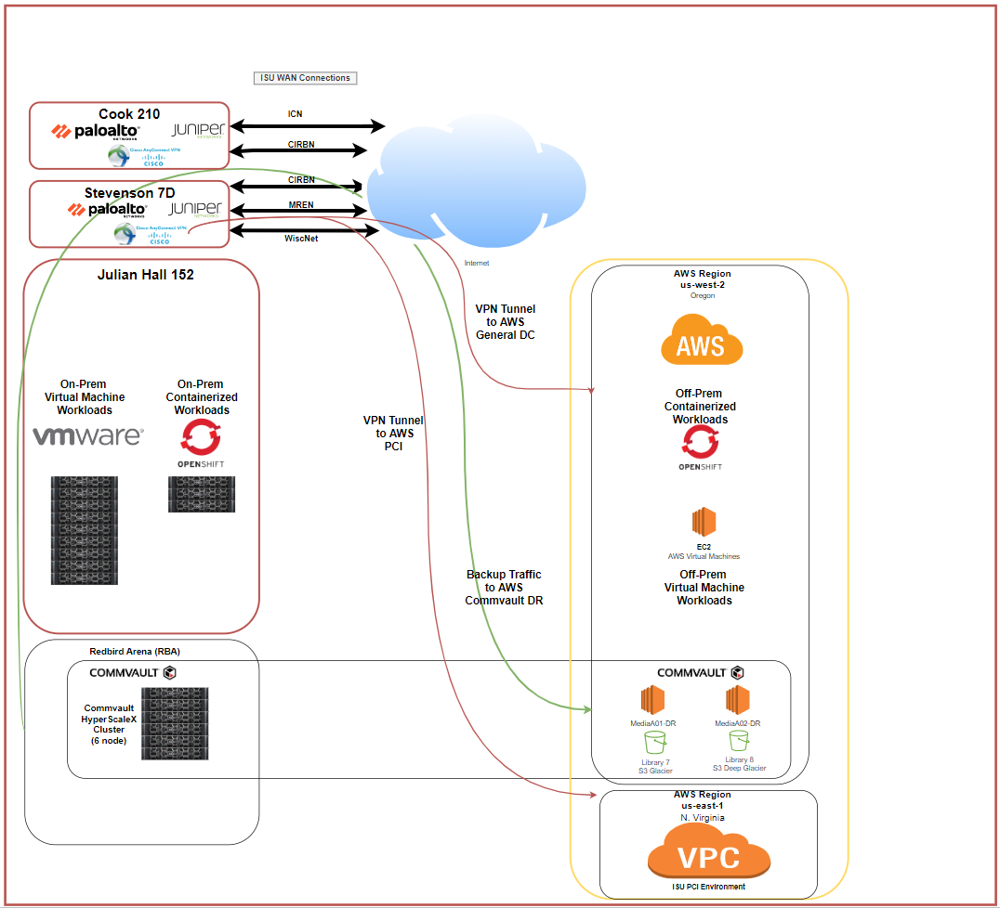 ISU WAN Connections
Cook 210
paloalto
NETWORKS
JUNIPER
NETWORKS
Cisco AnyConnect VPN
CISCO
ICN
CIRBN
Stevenson 7D
paloalto
NETWORKS
JUNIPER
NETWORKS
Cisco AnyConnect VPN
CISCO
CIRBN
MREN
WiscNet
Internet
Julian Hall 152
On-Prem
Virtual Machine
Workloads
vmware
On-Prem
Containerized
Workloads
OPENSHIFT
VPN Tunnel
to AWS
General DC
VPN Tunnel
to AWS
PCI
Backup Traffic
to AWS
Commvault DR
AWS Region
us-west-2
Oregon
AWS
Off-Prem
Containerized
Workloads
OPENSHIFT
EC2
AWS Virtual Machines
Off-Prem
Virtual Machine
Workloads
Redbird Arena (RBA)
COMMVAULT
Commvault
HyperScaleX
Cluster
(6 node)
COMMVAULT
MediaA01-DR
MediaA02-DR
Library 7
S3 Glacier
Library 8
S3 Deep Glacier
AWS Region
us-east-1
N. Virginia
VPC
ISU PCI Environment